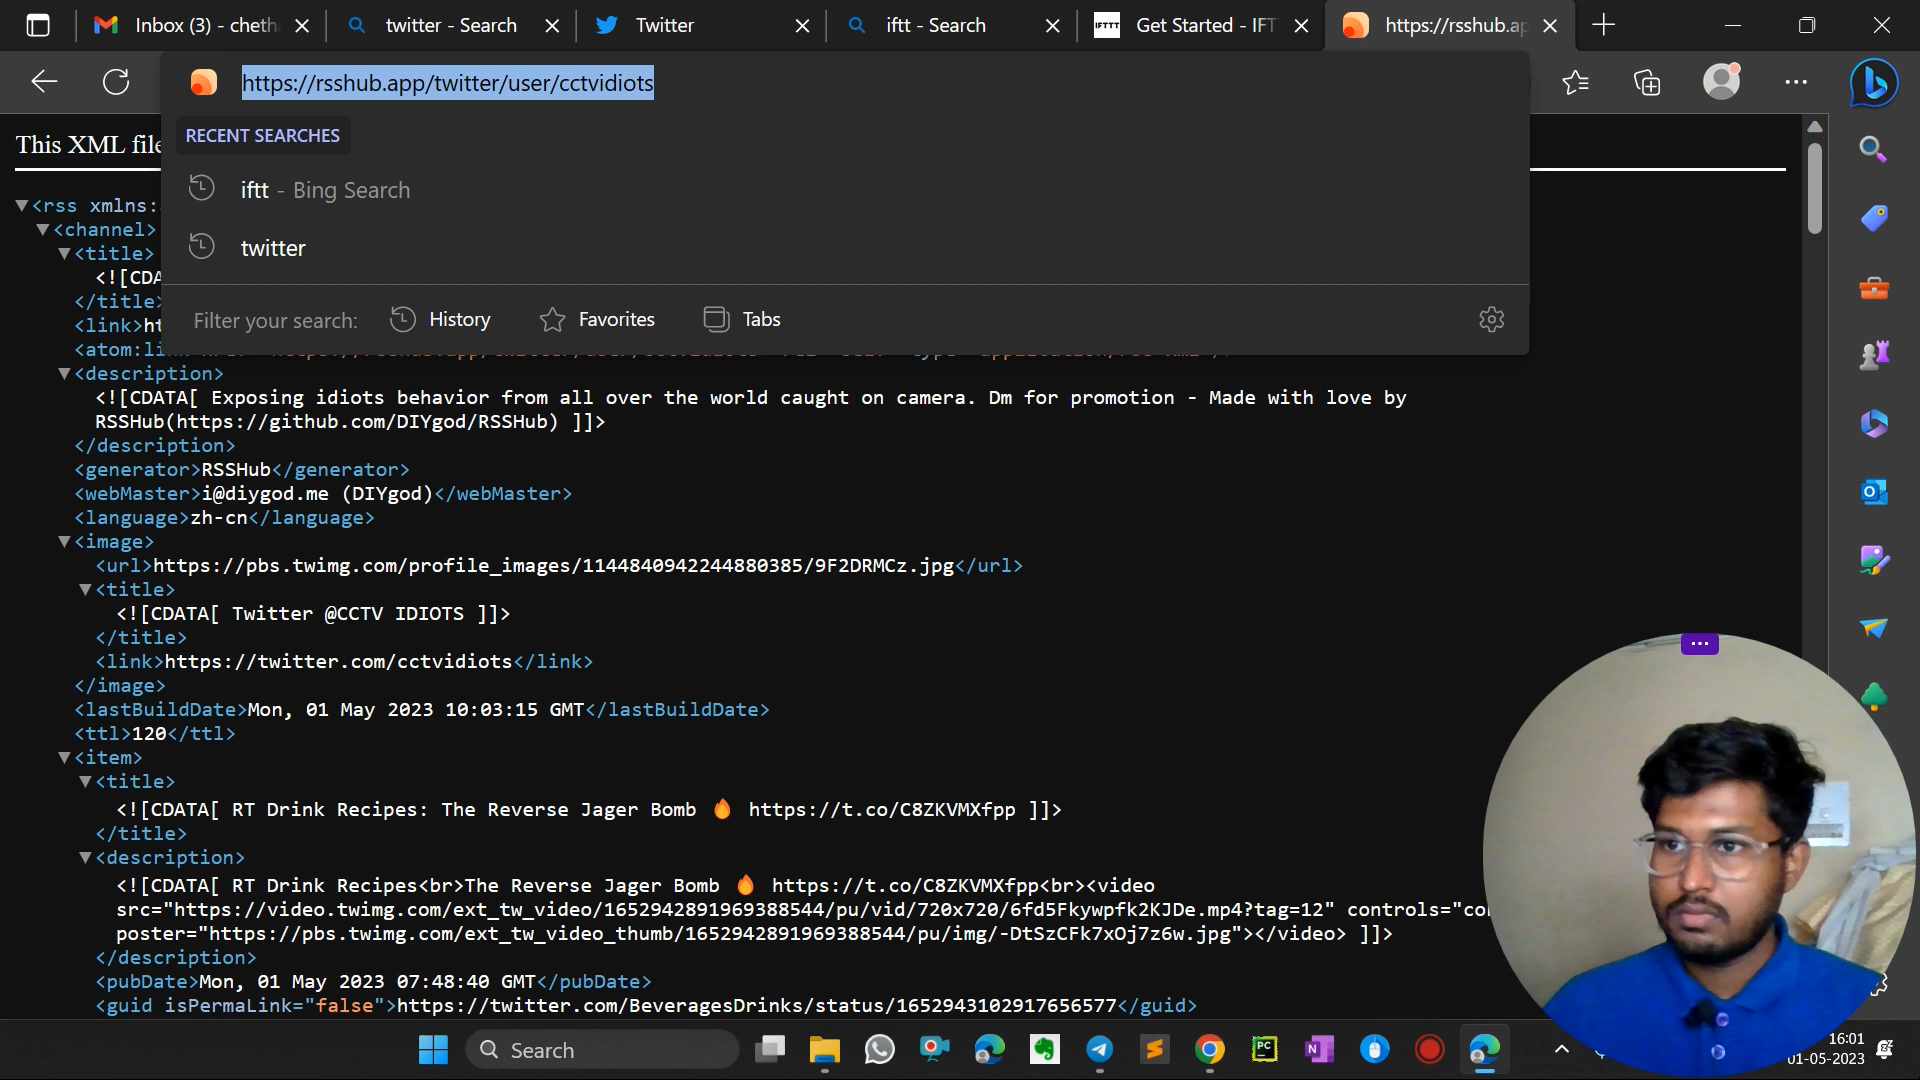 Inbox (3) - cheth
twitter - Search
Twitter
iftt - Search
IFTTT
Get Started - IFT
https://rsshub.ap
https://rsshub.app/twitter/user/cctvidiots
RECENT SEARCHES
iftt - Bing Search
twitter
Filter your search:
History
Favorites
Tabs
This XML file
<rss xmlns:
<channel>
<title>
<![CDA
</title>
<link>ht
<atom:li
<description>
<![CDATA[ Exposing idiots behavior from all over the world caught on camera. Dm for promotion - Made with love by
RSSHub(https://github.com/DIYgod/RSSHub) ]]>
</description>
<generator>RSSHub</generator>
<webMaster>i@diygod.me (DIYgod)</webMaster>
<language>zh-cn</language>
<image>
<url>https://pbs.twimg.com/profile_images/1144840942244880385/9F2DRMCz.jpg</url>
<title>
<![CDATA[ Twitter @CCTV IDIOTS ]]>
</title>
<link>https://twitter.com/cctvidiots</link>
</image>
<lastBuildDate>Mon, 01 May 2023 10:03:15 GMT</lastBuildDate>
<ttl>120</ttl>
<item>
<title>
<![CDATA[ RT Drink Recipes: The Reverse Jager Bomb 🔥 https://t.co/C8ZKVMXfpp ]]>
</title>
<description>
<![CDATA[ RT Drink Recipes<br>The Reverse Jager Bomb 🔥 https://t.co/C8ZKVMXfpp<br><video
src="https://video.twimg.com/ext_tw_video/1652942891969388544/pu/vid/720x720/6fd5Fkywpfk2KJDe.mp4?tag=12" controls="co
poster="https://pbs.twimg.com/ext_tw_video_thumb/1652942891969388544/pu/img/-DtSzCFk7xOj7z6w.jpg"></video> ]]>
</description>
<pubDate>Mon, 01 May 2023 07:48:40 GMT</pubDate>
<guid isPermaLink="false">https://twitter.com/BeveragesDrinks/status/1652943102917656577</guid>
Search
16:01
01-05-2023